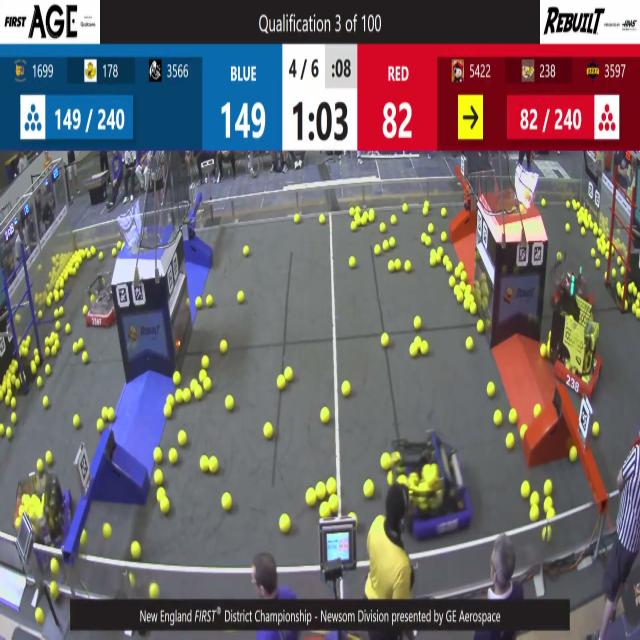 FIRST AGE
Qualification 3 of 100
REBUILT
1699 178 3566
BLUE
4 / 6 :08
RED
5422 238 3597
149 / 240
149
1:03
82
82 / 240
REBUILT
REBUILT
238
New England FIRST® District Championship - Newsom Division presented by GE Aerospace